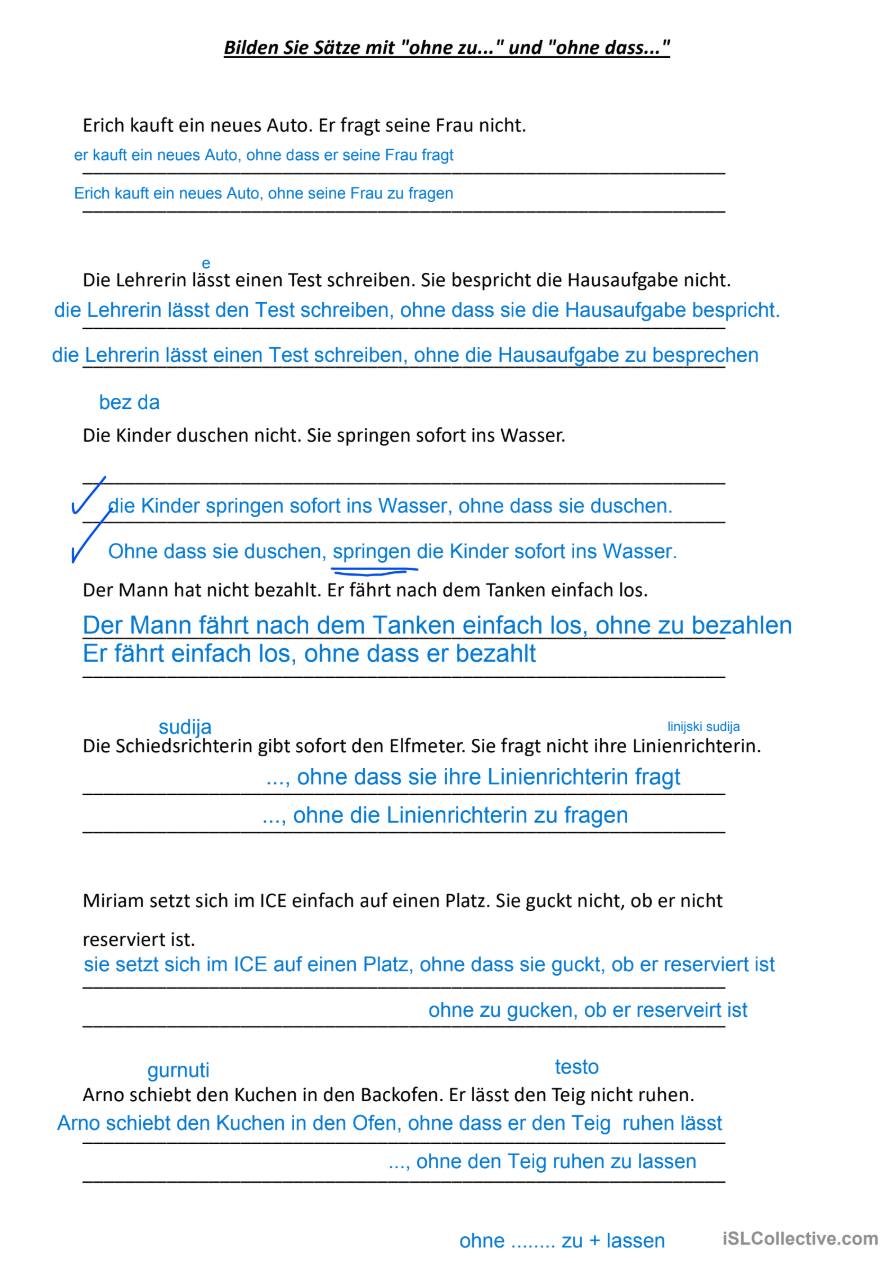 Bilden Sie Sätze mit "ohne zu..." und "ohne dass..."
Erich kauft ein neues Auto. Er fragt seine Frau nicht.
er kauft ein neues Auto, ohne dass er seine Frau fragt
Erich kauft ein neues Auto, ohne seine Frau zu fragen
e
Die Lehrerin lässt einen Test schreiben. Sie bespricht die Hausaufgabe nicht.
die Lehrerin lässt den Test schreiben, ohne dass sie die Hausaufgabe bespricht.
die Lehrerin lässt einen Test schreiben, ohne die Hausaufgabe zu besprechen
bez da
Die Kinder duschen nicht. Sie springen sofort ins Wasser.
die Kinder springen sofort ins Wasser, ohne dass sie duschen.
Ohne dass sie duschen, springen die Kinder sofort ins Wasser.
Der Mann hat nicht bezahlt. Er fährt nach dem Tanken einfach los.
Der Mann fährt nach dem Tanken einfach los, ohne zu bezahlen
Er fährt einfach los, ohne dass er bezahlt
sudija linijski sudija
Die Schiedsrichterin gibt sofort den Elfmeter. Sie fragt nicht ihre Linienrichterin.
..., ohne dass sie ihre Linienrichterin fragt
..., ohne die Linienrichterin zu fragen
Miriam setzt sich im ICE einfach auf einen Platz. Sie guckt nicht, ob er nicht
reserviert ist.
sie setzt sich im ICE auf einen Platz, ohne dass sie guckt, ob er reserviert ist
ohne zu gucken, ob er reserveirt ist
gurnuti testo
Arno schiebt den Kuchen in den Backofen. Er lässt den Teig nicht ruhen.
Arno schiebt den Kuchen in den Ofen, ohne dass er den Teig ruhen lässt
..., ohne den Teig ruhen zu lassen
ohne ........ zu + lassen
iSLCollective.com